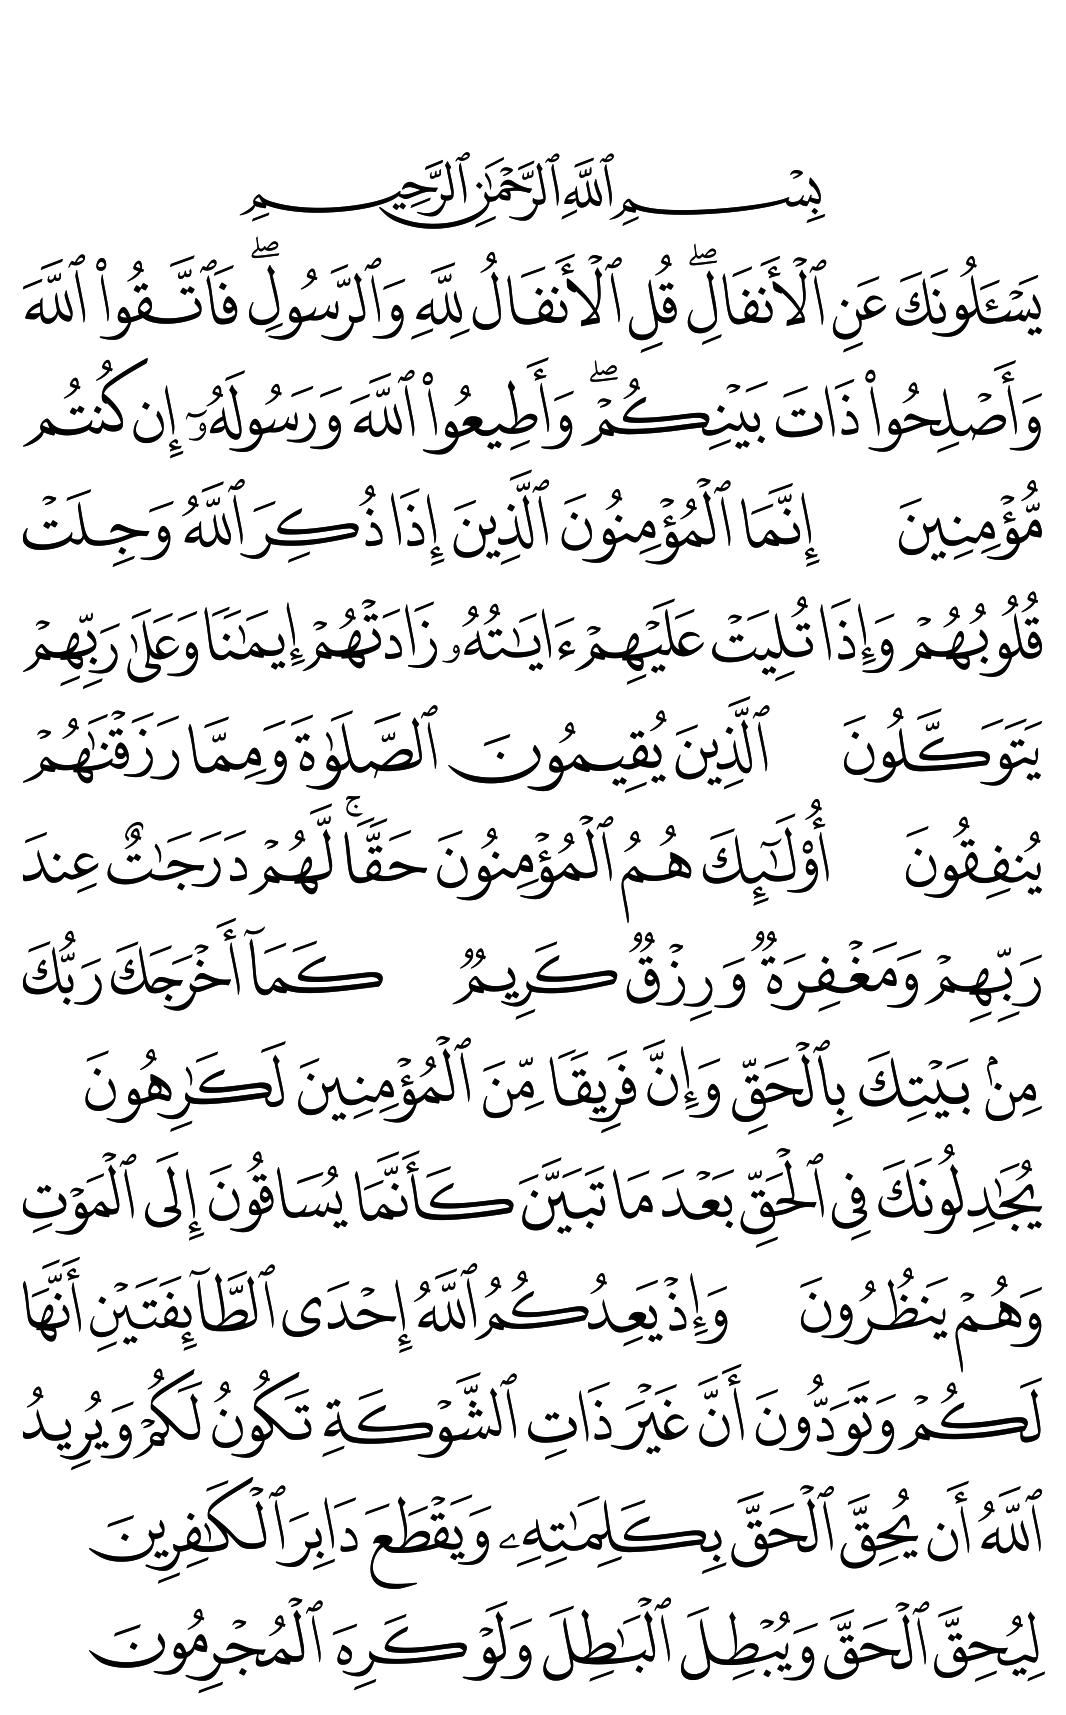 بِسْمِ ٱللَّهِ ٱلرَّحْمَٰنِ ٱلرَّحِيمِ
يَسْـَٔلُونَكَ عَنِ ٱلْأَنفَالِۖ قُلِ ٱلْأَنفَالُ لِلَّهِ وَٱلرَّسُولِۖ فَٱتَّقُوا۟ ٱللَّهَ
وَأَصْلِحُوا۟ ذَاتَ بَيْنِكُمْۖ وَأَطِيعُوا۟ ٱللَّهَ وَرَسُولَهُۥٓ إِن كُنتُم
مُّؤْمِنِينَ إِنَّمَا ٱلْمُؤْمِنُونَ ٱلَّذِينَ إِذَا ذُكِرَ ٱللَّهُ وَجِلَتْ
قُلُوبُهُمْ وَإِذَا تُلِيَتْ عَلَيْهِمْ ءَايَٰتُهُۥ زَادَتْهُمْ إِيمَٰنًا وَعَلَىٰ رَبِّهِمْ
يَتَوَكَّلُونَ ٱلَّذِينَ يُقِيمُونَ ٱلصَّلَوٰةَ وَمِمَّا رَزَقْنَٰهُمْ
يُنفِقُونَ أُو۟لَٰٓئِكَ هُمُ ٱلْمُؤْمِنُونَ حَقًّاۚ لَّهُمْ دَرَجَٰتٌ عِندَ
رَبِّهِمْ وَمَغْفِرَةٌ وَرِزْقٌ كَرِيمٌ كَمَآ أَخْرَجَكَ رَبُّكَ
مِنۢ بَيْتِكَ بِٱلْحَقِّ وَإِنَّ فَرِيقًا مِّنَ ٱلْمُؤْمِنِينَ لَكَٰرِهُونَ
يُجَٰدِلُونَكَ فِى ٱلْحَقِّ بَعْدَ مَا تَبَيَّنَ كَأَنَّمَا يُسَاقُونَ إِلَى ٱلْمَوْتِ
وَهُمْ يَنظُرُونَ وَإِذْ يَعِدُكُمُ ٱللَّهُ إِحْدَى ٱلطَّآئِفَتَيْنِ أَنَّهَا
لَكُمْ وَتَوَدُّونَ أَنَّ غَيْرَ ذَاتِ ٱلشَّوْكَةِ تَكُونُ لَكُمْ وَيُرِيدُ
ٱللَّهُ أَن يُحِقَّ ٱلْحَقَّ بِكَلِمَٰتِهِۦ وَيَقْطَعَ دَابِرَ ٱلْكَٰفِرِينَ
لِيُحِقَّ ٱلْحَقَّ وَيُبْطِلَ ٱلْبَٰطِلَ وَلَوْ كَرِهَ ٱلْمُجْرِمُونَ